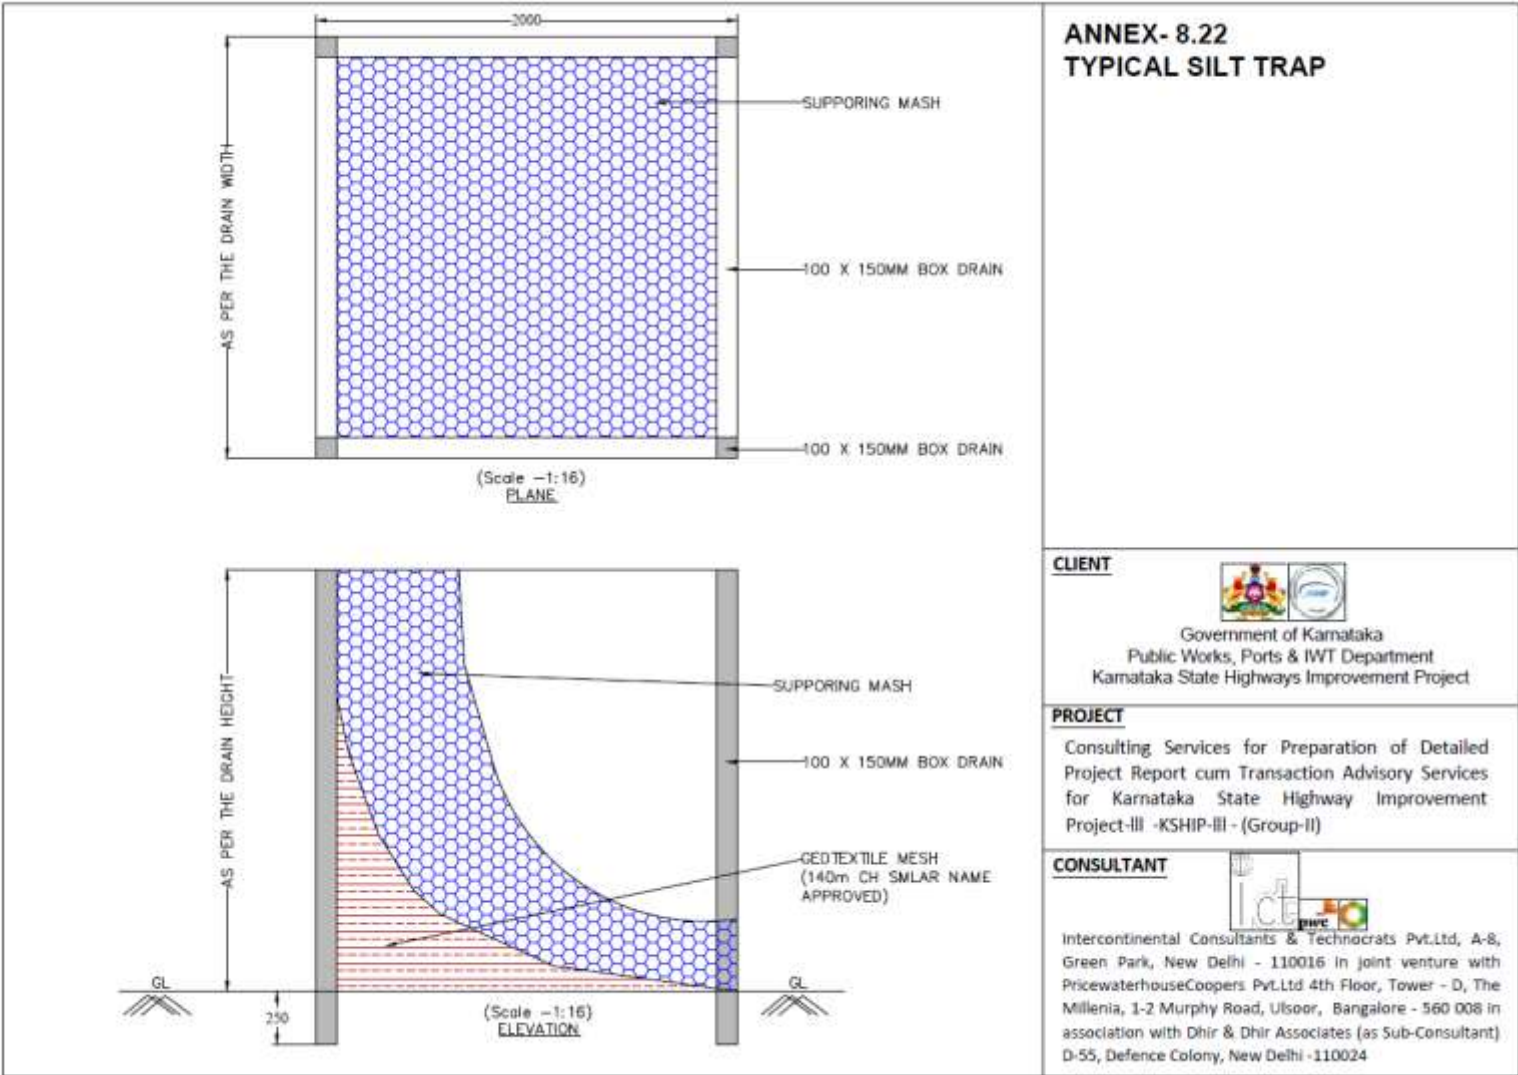 2000
AS PER THE DRAIN WIDTH
SUPPORING MASH
100 X 150MM BOX DRAIN
100 X 150MM BOX DRAIN
(Scale -1:16)
PLANE
AS PER THE DRAIN HEIGHT
SUPPORING MASH
100 X 150MM BOX DRAIN
GEOTEXTILE MESH
(140m CH SMLAR NAME
APPROVED)
GL
GL
250
(Scale -1:16)
ELEVATION
ANNEX- 8.22
TYPICAL SILT TRAP
CLIENT
Government of Karnataka
Public Works, Ports & IWT Department
Karnataka State Highways Improvement Project
PROJECT
Consulting Services for Preparation of Detailed
Project Report cum Transaction Advisory Services
for Karnataka State Highway Improvement
Project-III -KSHIP-III - (Group-II)
CONSULTANT
i.ct
pwc
Intercontinental Consultants & Technocrats Pvt.Ltd, A-8,
Green Park, New Delhi - 110016 in joint venture with
PricewaterhouseCoopers Pvt.Ltd 4th Floor, Tower - D, The
Millenia, 1-2 Murphy Road, Ulsoor, Bangalore - 560 008 in
association with Dhir & Dhir Associates (as Sub-Consultant)
D-55, Defence Colony, New Delhi -110024